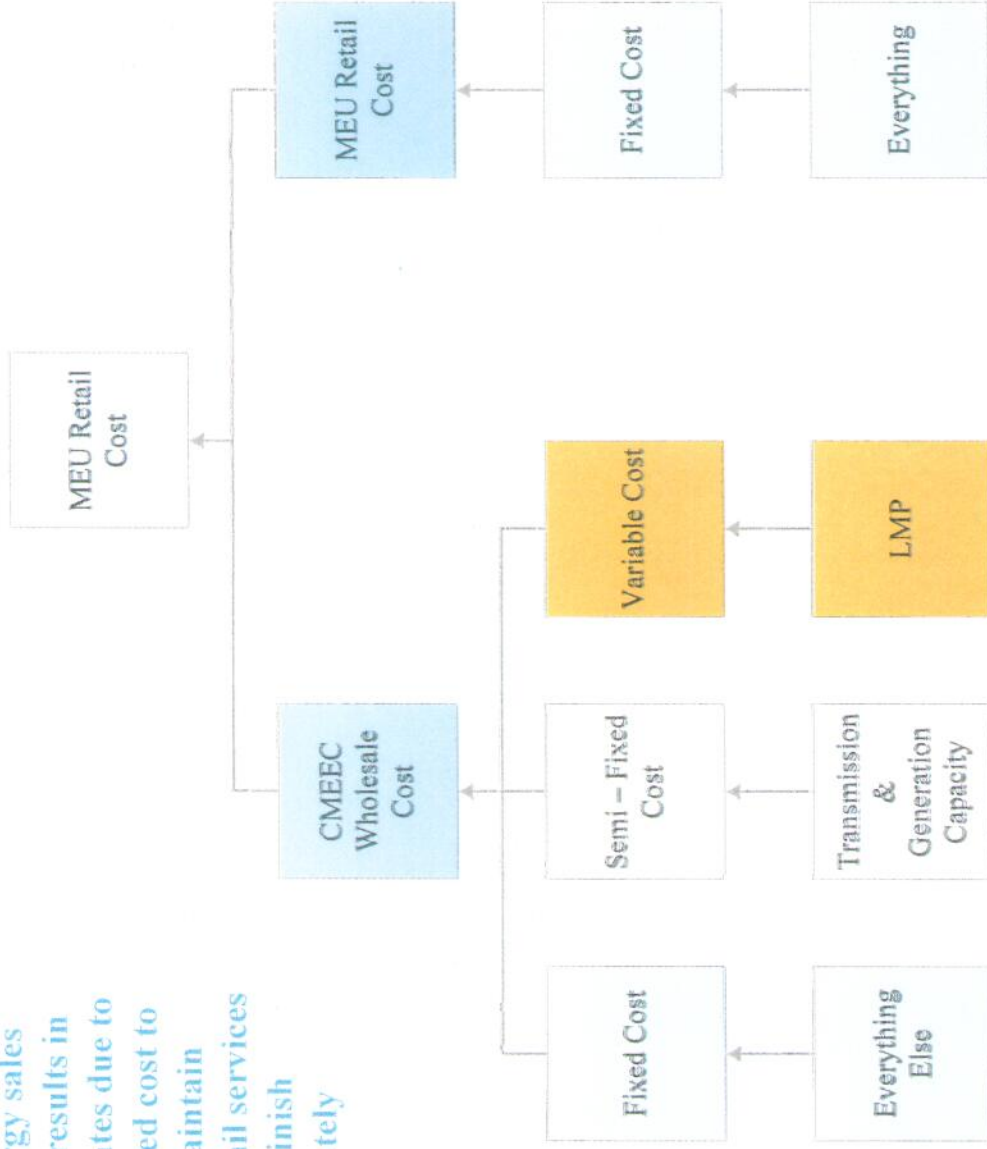 rgy sales
results in
tes due to
ed cost to
aintain
il services
inish
tely
MEU Retail
Cost
CMEEC
Wholesale
Cost
MEU Retail
Cost
Fixed Cost
Semi – Fixed
Cost
Variable Cost
Fixed Cost
Everything
Else
Transmission
&
Generation
Capacity
LMP
Everything